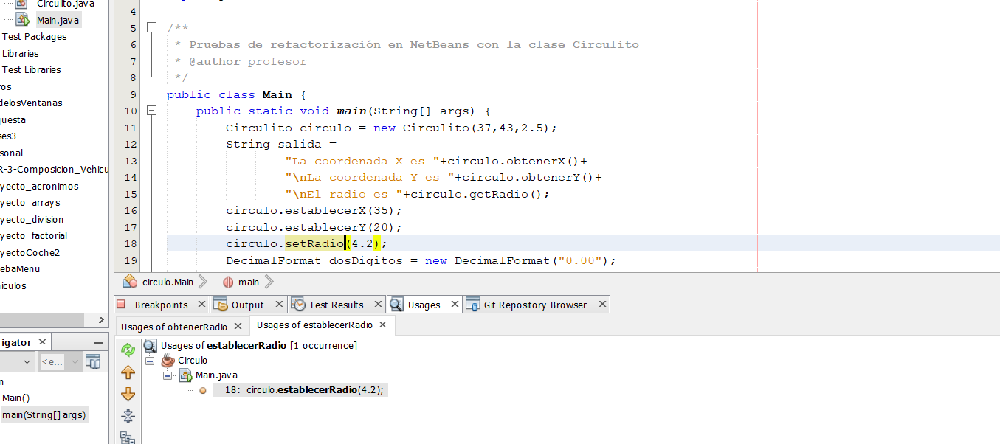 Circulito.java
Main.java
Test Packages
Libraries
Test Libraries
ros
delosVentanas
uesta
ses3
sonal
R-3-Composicion_Vehicu
yecto_acronimos
yecto_arrays
yecto_division
yecto_factorial
yectoCoche2
ebaMenu
iculos
igator
<e...
Main()
main(String[] args)
4
5 /**
6 * Pruebas de refactorización en NetBeans con la clase Circulito
7 * @author profesor
8 */
9 public class Main {
10 public static void main(String[] args) {
11 Circulito circulo = new Circulito(37,43,2.5);
12 String salida =
13 "La coordenada X es "+circulo.obtenerX()+
14 "\nLa coordenada Y es "+circulo.obtenerY()+
15 "\nEl radio es "+circulo.getRadio();
16 circulo.establecerX(35);
17 circulo.establecerY(20);
18 circulo.setRadio(4.2);
19 DecimalFormat dosDigitos = new DecimalFormat("0.00");
circulo.Main main
Breakpoints Output Test Results Usages Git Repository Browser
Usages of obtenerRadio Usages of establecerRadio
Usages of establecerRadio [1 occurrence]
Circulo
Main.java
18: circulo.establecerRadio(4.2);